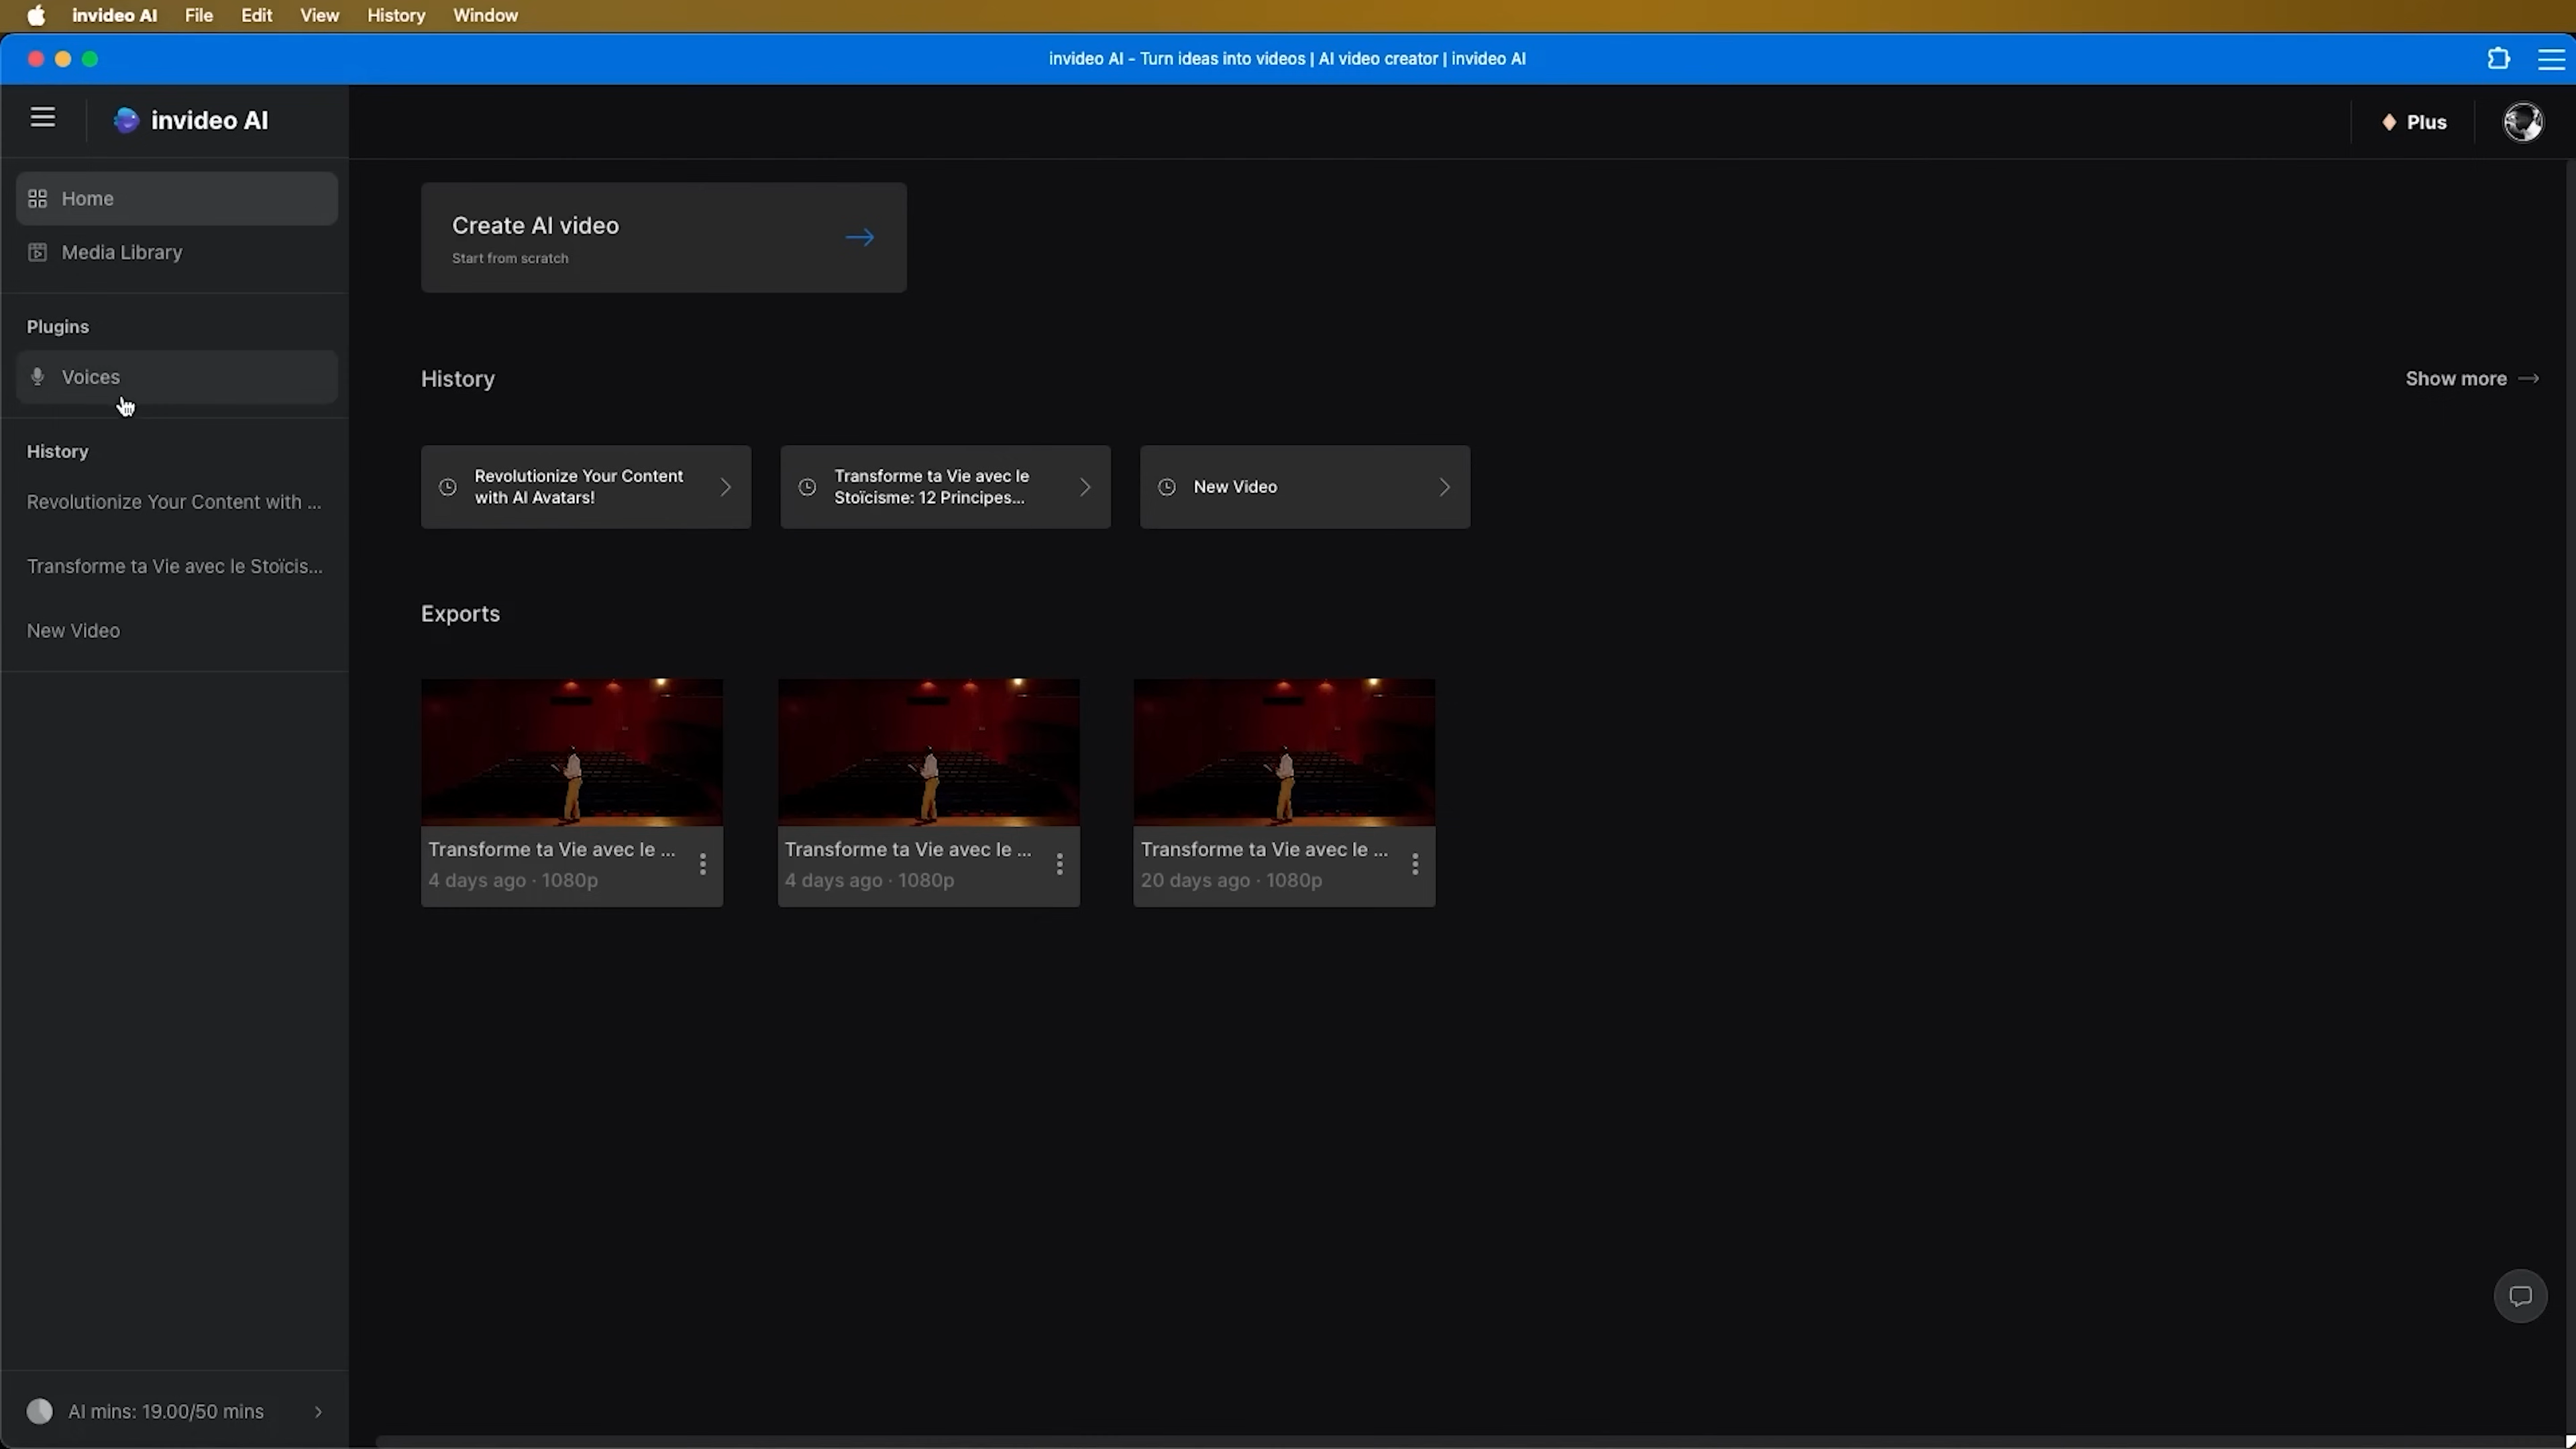 invideo AI File Edit View History Window
invideo AI - Turn ideas into videos | AI video creator | invideo AI
invideo AI
Plus
Home
Media Library
Plugins
Voices
History
Revolutionize Your Content with ...
Transforme ta Vie avec le Stoïcis...
New Video
AI mins: 19.00/50 mins
Create AI video
Start from scratch
History
Show more
Revolutionize Your Content
with AI Avatars!
Transforme ta Vie avec le
Stoïcisme: 12 Principes...
New Video
Exports
Transforme ta Vie avec le ...
4 days ago · 1080p
Transforme ta Vie avec le ...
4 days ago · 1080p
Transforme ta Vie avec le ...
20 days ago · 1080p